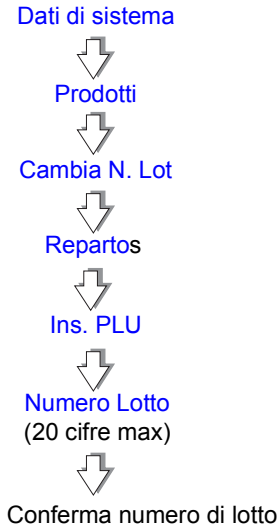 Dati di sistema
Prodotti
Cambia N. Lot
Repartos
Ins. PLU
Numero Lotto
(20 cifre max)
Conferma numero di lotto